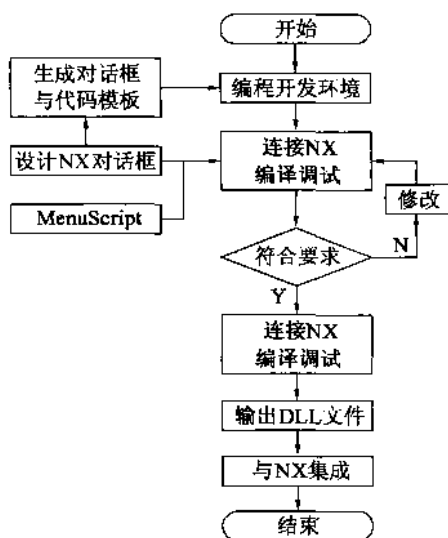 开始
生成对话框
与代码模板
编程开发环境
设计NX对话框
连接NX
编译调试
修改
MenuScript
符合要求
N
Y
连接NX
编译调试
输出DLL文件
与NX集成
结束